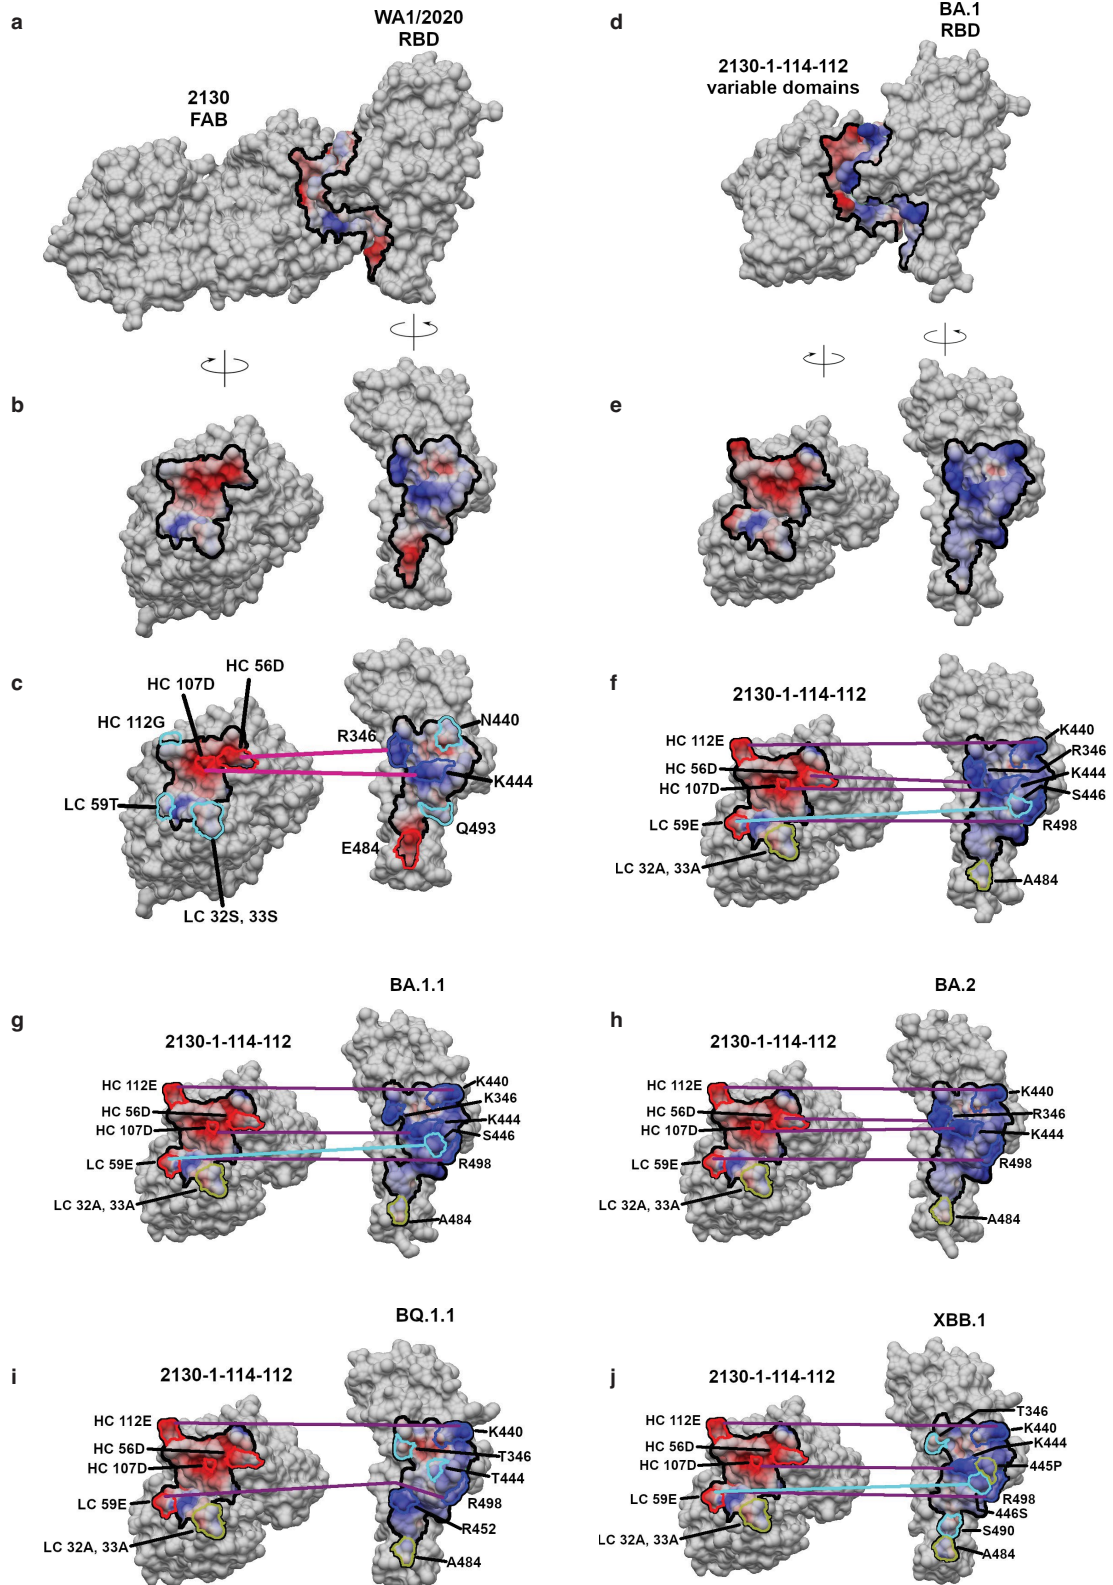 a
WA1/2020
RBD
2130
FAB
d
BA.1
RBD
2130-1-114-112
variable domains
b
e
c
HC 56D
HC 107D
HC 112G
LC 59T
LC 32S, 33S
R346
N440
K444
Q493
E484
f
2130-1-114-112
HC 112E
HC 56D
HC 107D
LC 59E
LC 32A, 33A
K440
R346
K444
S446
R498
A484
g
BA.1.1
2130-1-114-112
HC 112E
HC 56D
HC 107D
LC 59E
LC 32A, 33A
K440
K346
K444
S446
R498
A484
h
BA.2
2130-1-114-112
HC 112E
HC 56D
HC 107D
LC 59E
LC 32A, 33A
K440
R346
K444
R498
A484
i
BQ.1.1
2130-1-114-112
HC 112E
HC 56D
HC 107D
LC 59E
LC 32A, 33A
K440
T346
T444
R498
R452
A484
j
XBB.1
2130-1-114-112
HC 112E
HC 56D
HC 107D
LC 59E
LC 32A, 33A
T346
K440
K444
445P
R498
446S
S490
A484